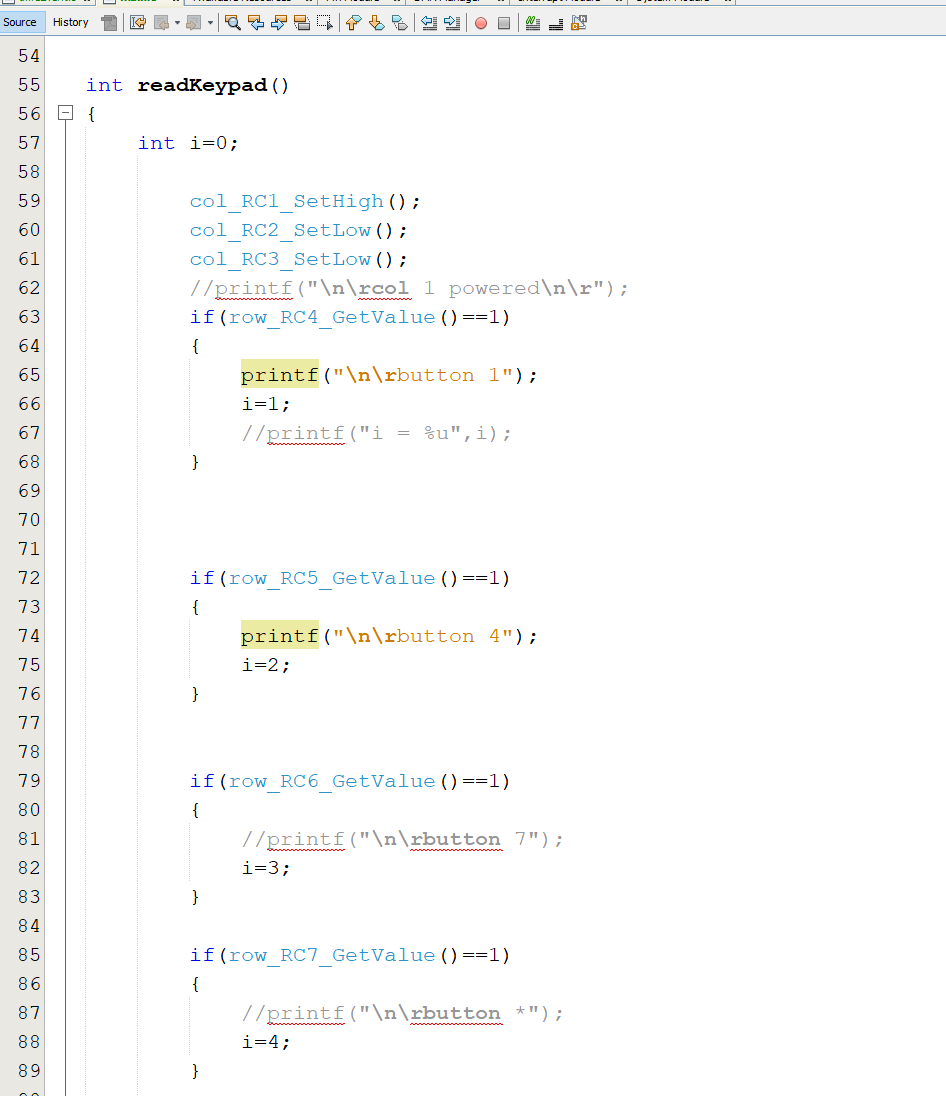 Source History
54
55 int readKeypad()
56 {
57 int i=0;
58
59 col_RC1_SetHigh();
60 col_RC2_SetLow();
61 col_RC3_SetLow();
62 //printf("\n\rcol 1 powered\n\r");
63 if(row_RC4_GetValue()==1)
64 {
65 printf("\n\rbutton 1");
66 i=1;
67 //printf("i = %u",i);
68 }
69
70
71
72 if(row_RC5_GetValue()==1)
73 {
74 printf("\n\rbutton 4");
75 i=2;
76 }
77
78
79 if(row_RC6_GetValue()==1)
80 {
81 //printf("\n\rbutton 7");
82 i=3;
83 }
84
85 if(row_RC7_GetValue()==1)
86 {
87 //printf("\n\rbutton *");
88 i=4;
89 }